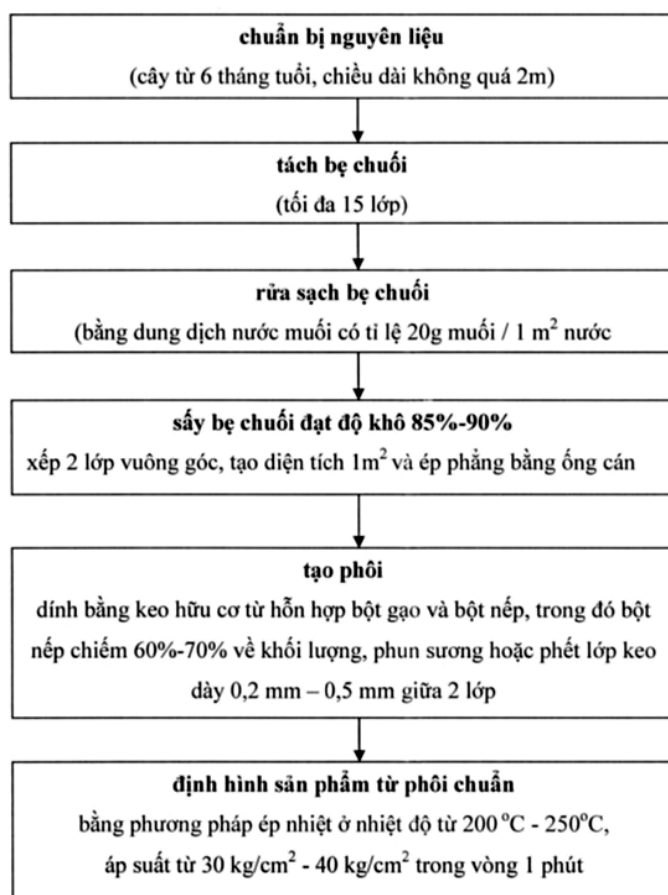 chuẩn bị nguyên liệu
(cây từ 6 tháng tuổi, chiều dài không quá 2m)
tách bẹ chuối
(tối đa 15 lớp)
rửa sạch bẹ chuối
(bằng dung dịch nước muối có tỉ lệ 20g muối / 1 m² nước
sấy bẹ chuối đạt độ khô 85%-90%
xếp 2 lớp vuông góc, tạo diện tích 1m² và ép phẳng bằng ống cán
tạo phôi
dính bằng keo hữu cơ từ hỗn hợp bột gạo và bột nếp, trong đó bột
nếp chiếm 60%-70% về khối lượng, phun sương hoặc phết lớp keo
dày 0,2 mm – 0,5 mm giữa 2 lớp
định hình sản phẩm từ phôi chuẩn
bằng phương pháp ép nhiệt ở nhiệt độ từ 200 °C - 250°C,
áp suất từ 30 kg/cm² - 40 kg/cm² trong vòng 1 phút